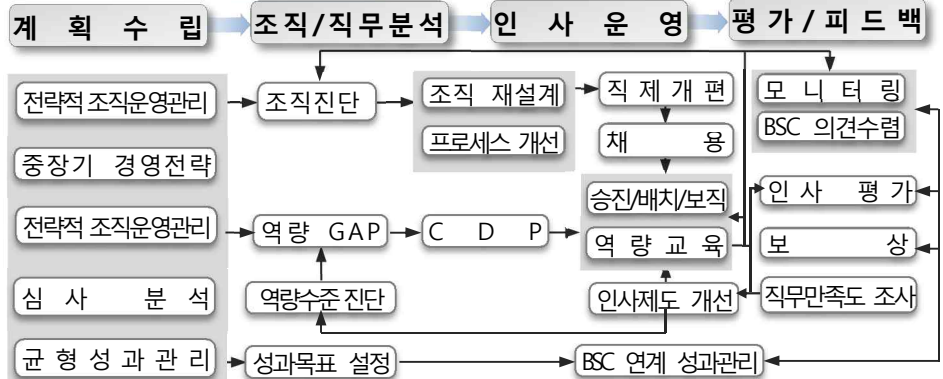 계 획 수 립
조직/직무분석
인 사 운 영
평가/피드백
전략적 조직운영관리
조직진단
조직 재설계
직 제 개 편
모 니 터 링
프로세스 개선
채 용
BSC 의견수렴
중장기 경영전략
승진/배치/보직
인 사 평 가
전략적 조직운영관리
역량 GAP
C D P
역 량 교 육
보 상
심 사 분 석
역량수준 진단
인사제도 개선
직무만족도 조사
균형성과관리
성과목표 설정
BSC 연계 성과관리